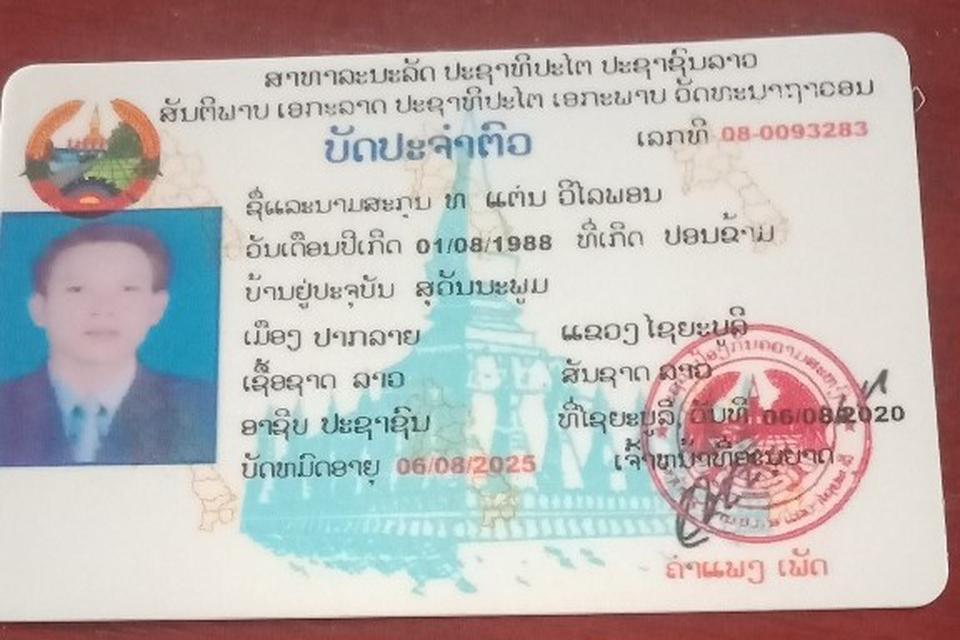 ສາທາລະນະລັດ ປະຊາທິປະໄຕ ປະຊາຊົນລາວ
ສັນຕິພາບ ເອກະລາດ ປະຊາທິປະໄຕ ເອກະພາບ ວັດທະນາຖາວອນ
ບັດປະຈຳຕົວ
ເລກທີ 08-0093283
ຊື່ແລະນາມສະກຸນ ທ ແຕ່ນ ວິໄລພອນ
ວັນເດືອນປີເກີດ 01/08/1988 ທີ່ເກີດ ປອນຂ້າມ
ບ້ານຢູ່ປະຈຸບັນ ສຸວັນນະພູມ
ເມືອງ ປາກລາຍ ແຂວງ ໄຊຍະບູລີ
ເຊື້ອຊາດ ລາວ ສັນຊາດ ລາວ
ອາຊີບ ປະຊາຊົນ ທີ່ໄຊຍະບູລີ, ວັນທີ 06/08/2020
ບັດຫມົດອາຍຸ 06/08/2025 ເຈົ້າຫນ້າທີ່ອະນຸຍາດ
ຄຳແພງ ເພັດ